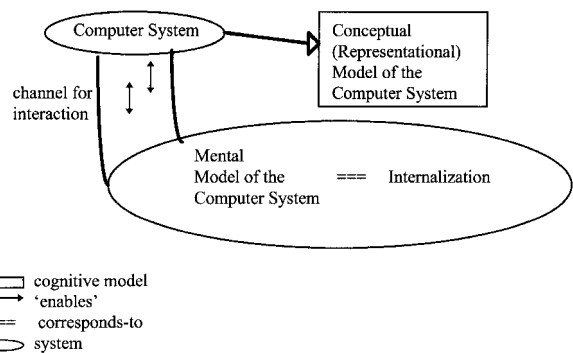 Computer System
Conceptual
(Representational)
Model of the
Computer System
channel for
interaction
Mental
Model of the
Computer System
=== Internalization
cognitive model
‘enables’
== corresponds-to
system